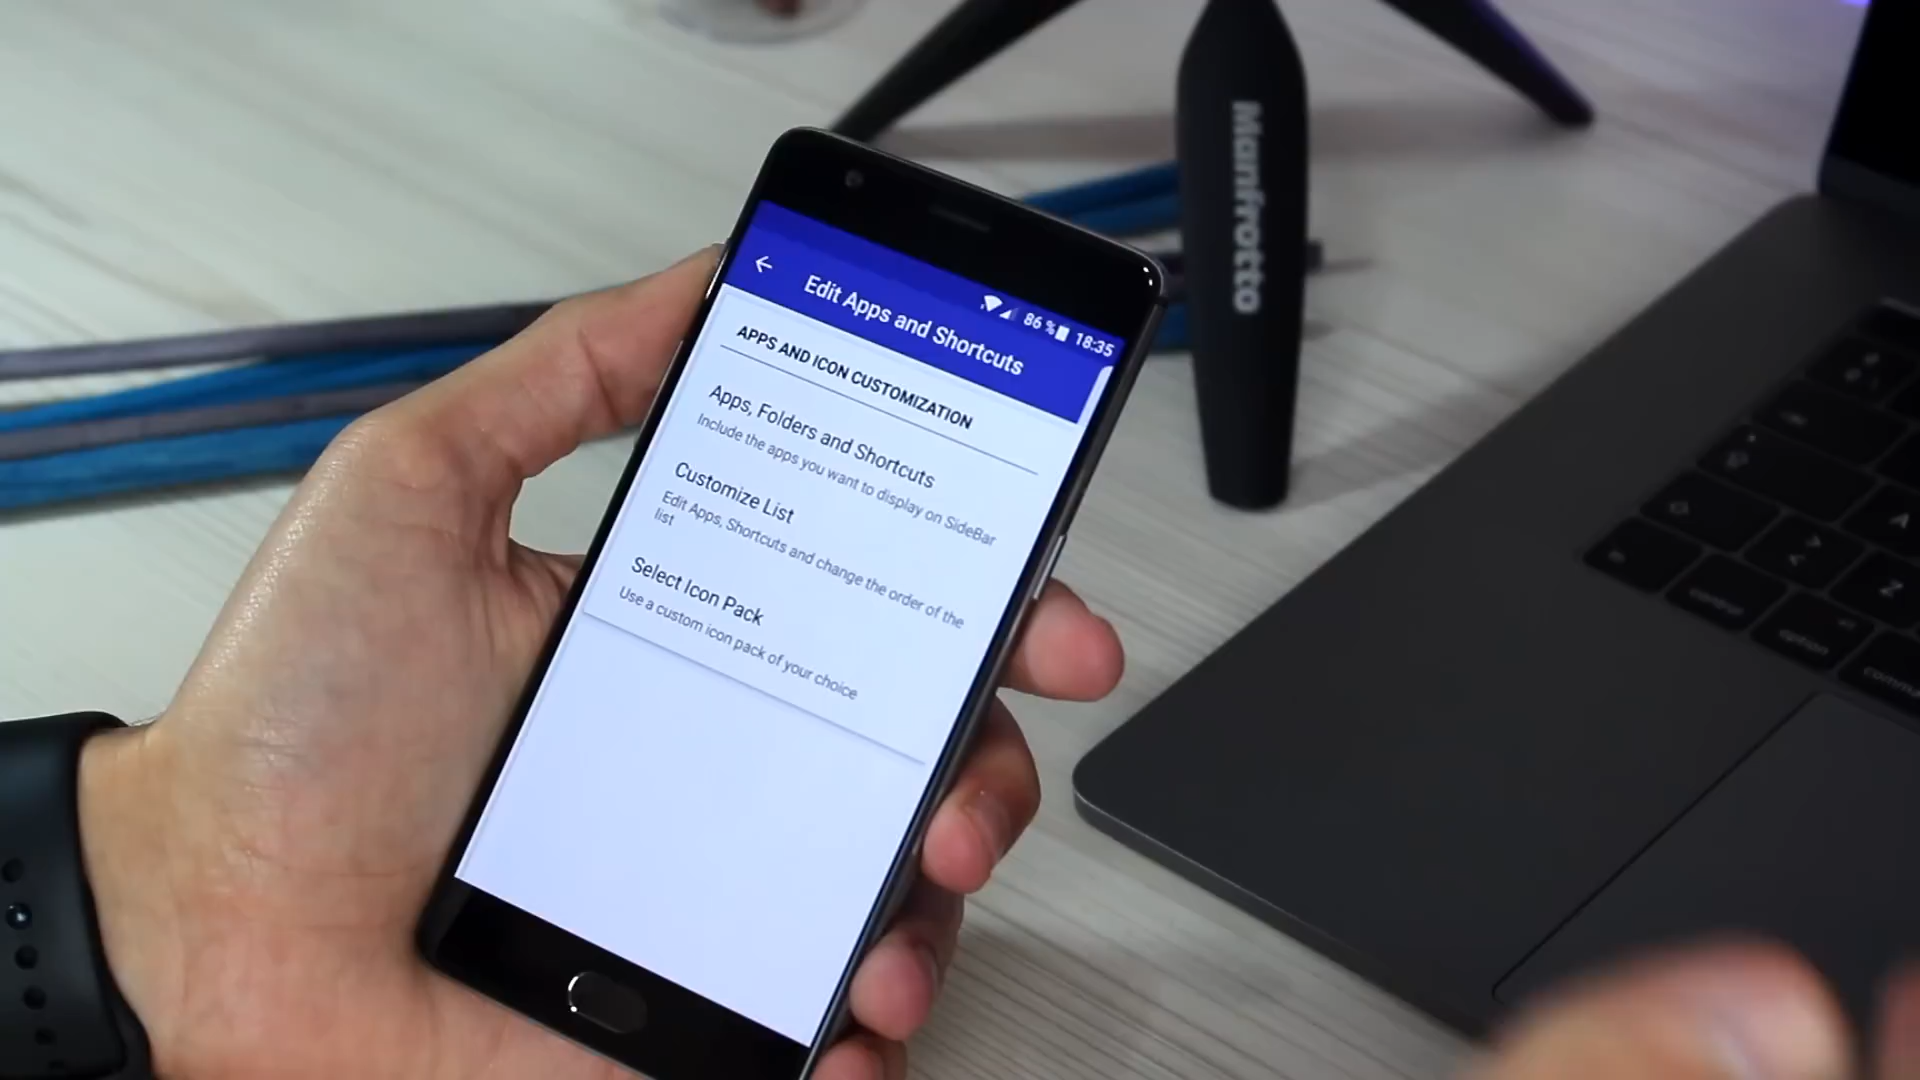 86 % 18:35
Edit Apps and Shortcuts
APPS AND ICON CUSTOMIZATION
Apps, Folders and Shortcuts
Include the apps you want to display on SideBar
Customize List
Edit Apps, Shortcuts and change the order of the
list
Select Icon Pack
Use a custom icon pack of your choice
Manfrotto
A
Z
control
option